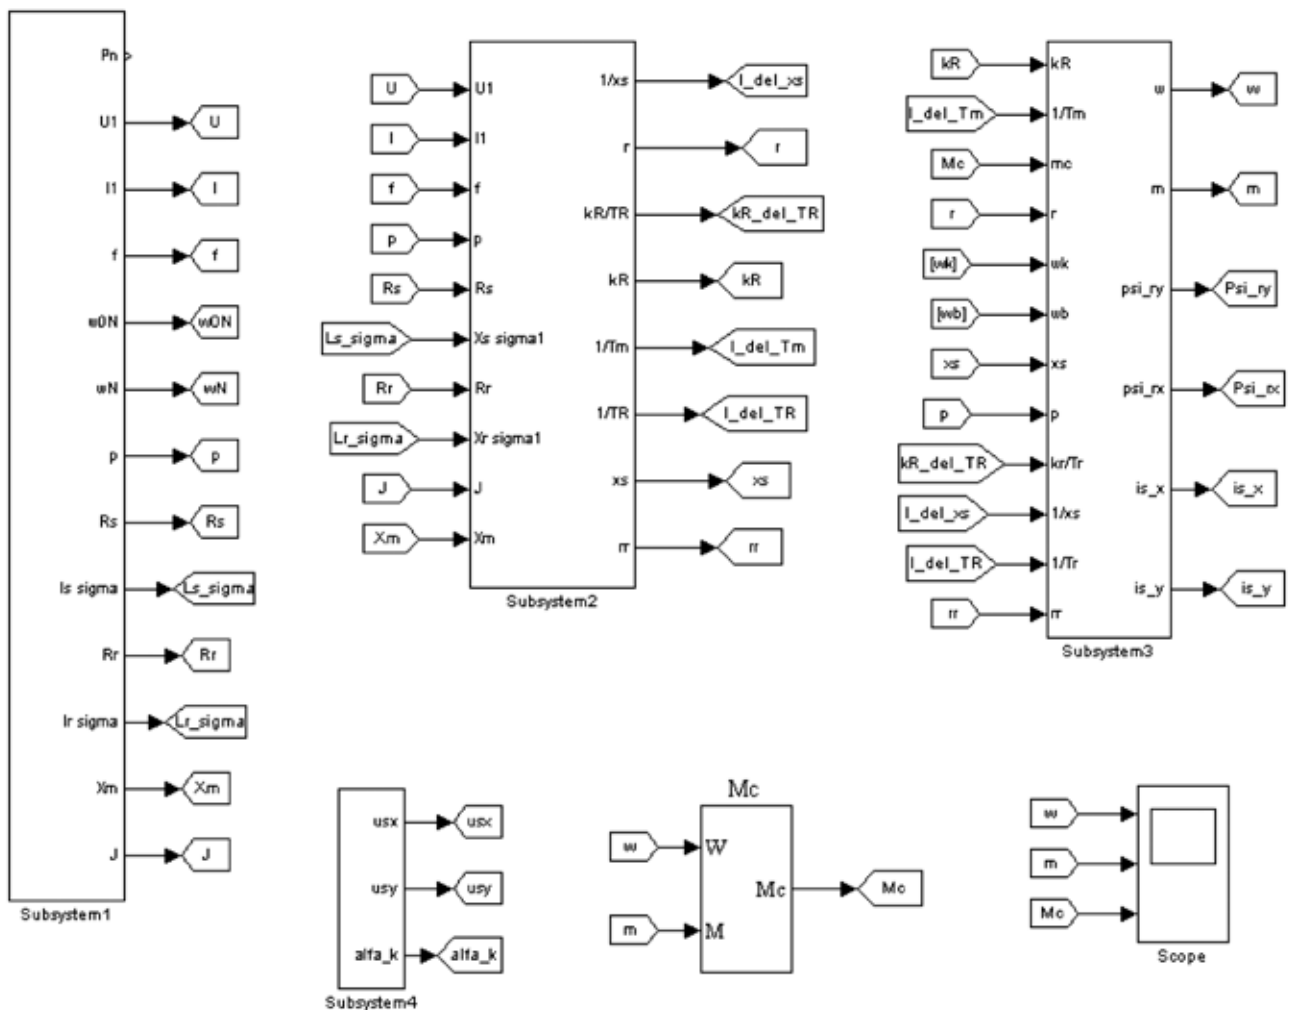 Pn
U1 U
I1 I
f f
w0N w0N
wN wN
p p
Rs Rs
ls sigma Ls_sigma
Rr Rr
lr sigma Lr_sigma
Xm Xm
J J
Subsystem1
U U1
I I1
f f
p p
Rs Rs
Ls_sigma Xs sigma1
Rr Rr
Lr_sigma Xr sigma1
J J
Xm Xm
1/xs I_del_xs
r r
kR/TR kR_del_TR
kR kR
1/Tm I_del_Tm
1/TR I_del_TR
xs xs
rr rr
Subsystem2
kR kR
I_del_Tm 1/Tm
Mc mc
r r
[wk] wk
[wb] wb
xs xs
p p
kR_del_TR kr/Tr
I_del_xs 1/xs
I_del_TR 1/Tr
rr rr
w w
m m
psi_ry Psi_ry
psi_rx Psi_rx
is_x is_x
is_y is_y
Subsystem3
usx usx
usy usy
alfa_k alfa_k
Subsystem4
Mc
w W
m M
Mc Mc
w
m
Mc
Scope